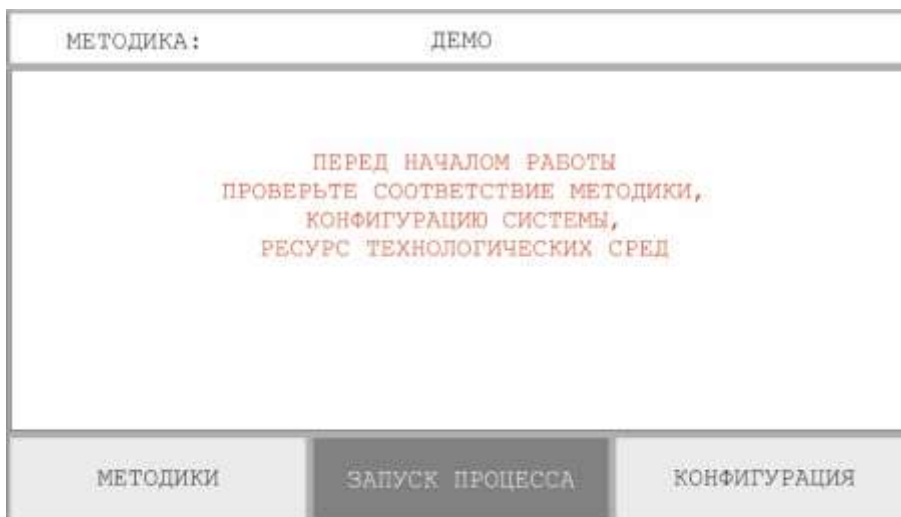 МЕТОДИКА: ДЕМО
ПЕРЕД НАЧАЛОМ РАБОТЫ
ПРОВЕРЬТЕ СООТВЕТСТВИЕ МЕТОДИКИ,
КОНФИГУРАЦИЮ СИСТЕМЫ,
РЕСУРС ТЕХНОЛОГИЧЕСКИХ СРЕД
МЕТОДИКИ ЗАПУСК ПРОЦЕССА КОНФИГУРАЦИЯ